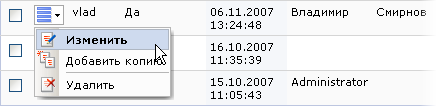 vlad Да 06.11.2007 Владимир Смирнов
13:24:48
Изменить
16.10.2007
Добавить копию
11:35:39
Удалить
15.10.2007 Administrator
11:05:43